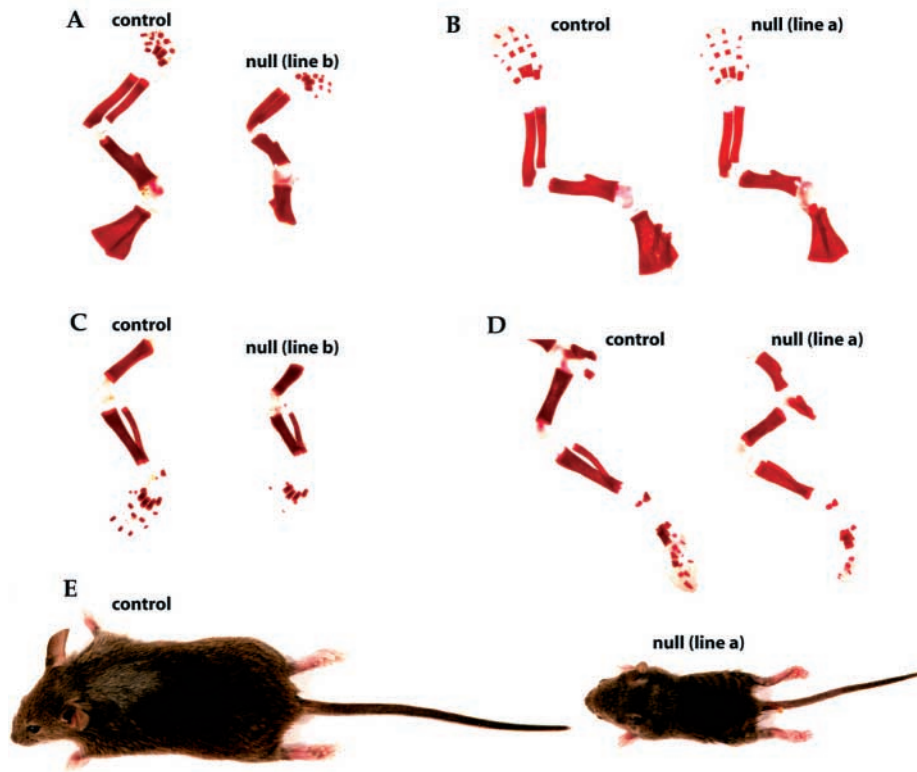 A
control
null (line b)
B
control
null (line a)
C
control
null (line b)
D
control
null (line a)
E
control
null (line a)